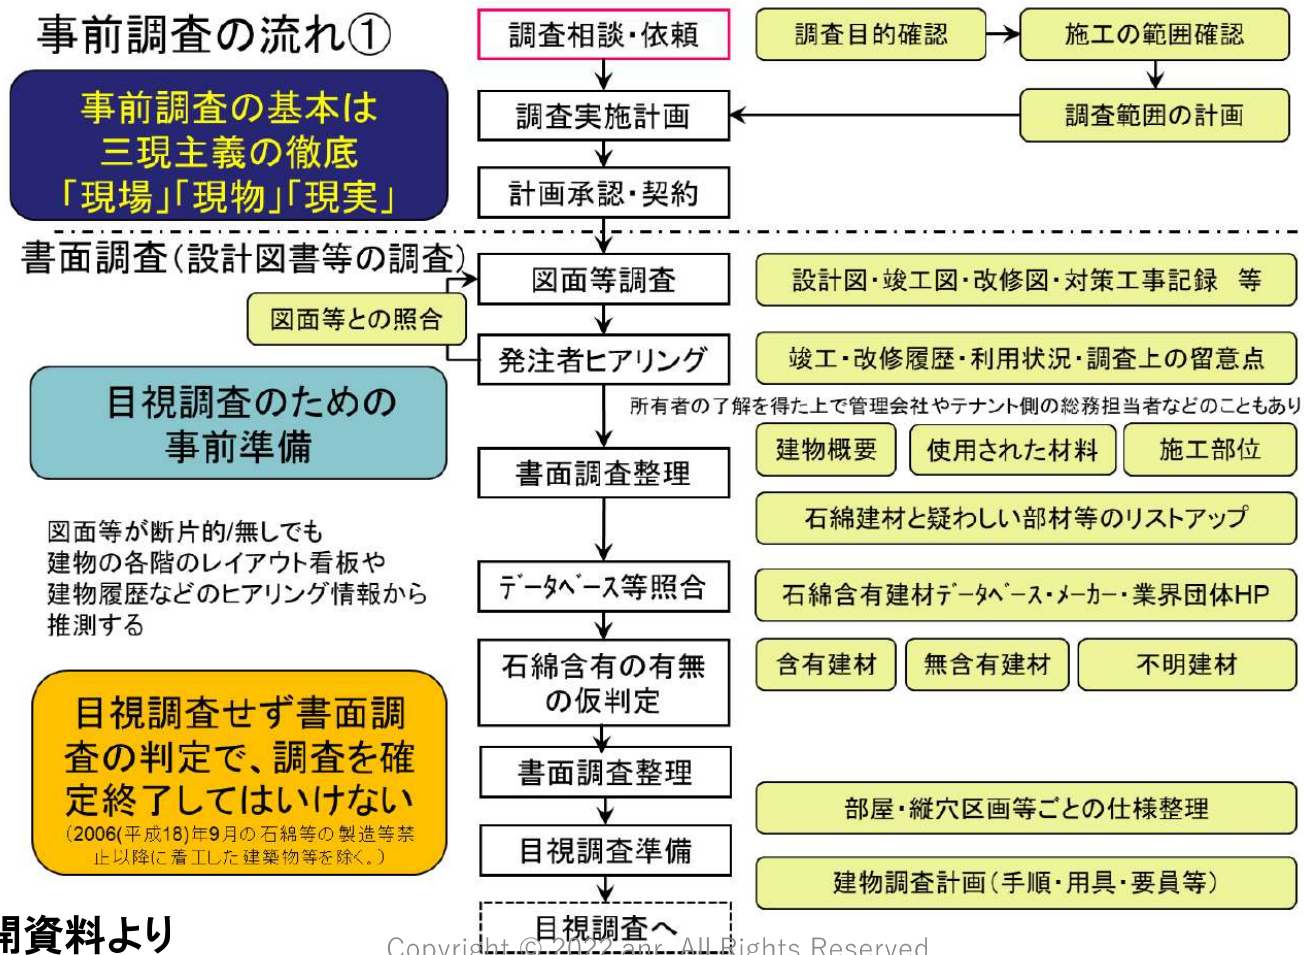 事前調査の流れ①
調査相談・依頼
調査目的確認
施工の範囲確認
事前調査の基本は
三現主義の徹底
「現場」「現物」「現実」
調査実施計画
調査範囲の計画
計画承認・契約
書面調査(設計図書等の調査)
図面等調査
設計図・竣工図・改修図・対策工事記録　等
図面等との照合
発注者ヒアリング
竣工・改修履歴・利用状況・調査上の留意点
所有者の了解を得た上で管理会社やテナント側の総務担当者などのこともあり
目視調査のための
事前準備
書面調査整理
建物概要
使用された材料
施工部位
石綿建材と疑わしい部材等のリストアップ
図面等が断片的/無しでも
建物の各階のレイアウト看板や
建物履歴などのヒアリング情報から
推測する
ﾃﾞｰﾀﾍﾞｰｽ等照合
石綿含有建材ﾃﾞｰﾀﾍﾞｰｽ・ﾒｰｶｰ・業界団体HP
石綿含有の有無
の仮判定
含有建材
無含有建材
不明建材
目視調査せず書面調
査の判定で、調査を確
定終了してはいけない
(2006(平成18)年9月の石綿等の製造等禁
止以降に着工した建築物等を除く。)
書面調査整理
部屋・縦穴区画等ごとの仕様整理
目視調査準備
建物調査計画(手順・用具・要員等)
目視調査へ
開資料より
Copyright © 2022 anr. All Rights Reserved